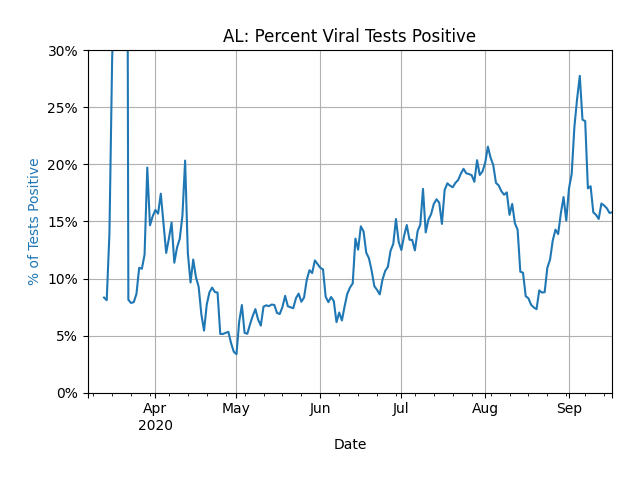 AL: Percent Viral Tests Positive
30%
25%
20%
15%
10%
5%
0%
% of Tests Positive
Apr
2020
May
Jun
Jul
Aug
Sep
Date